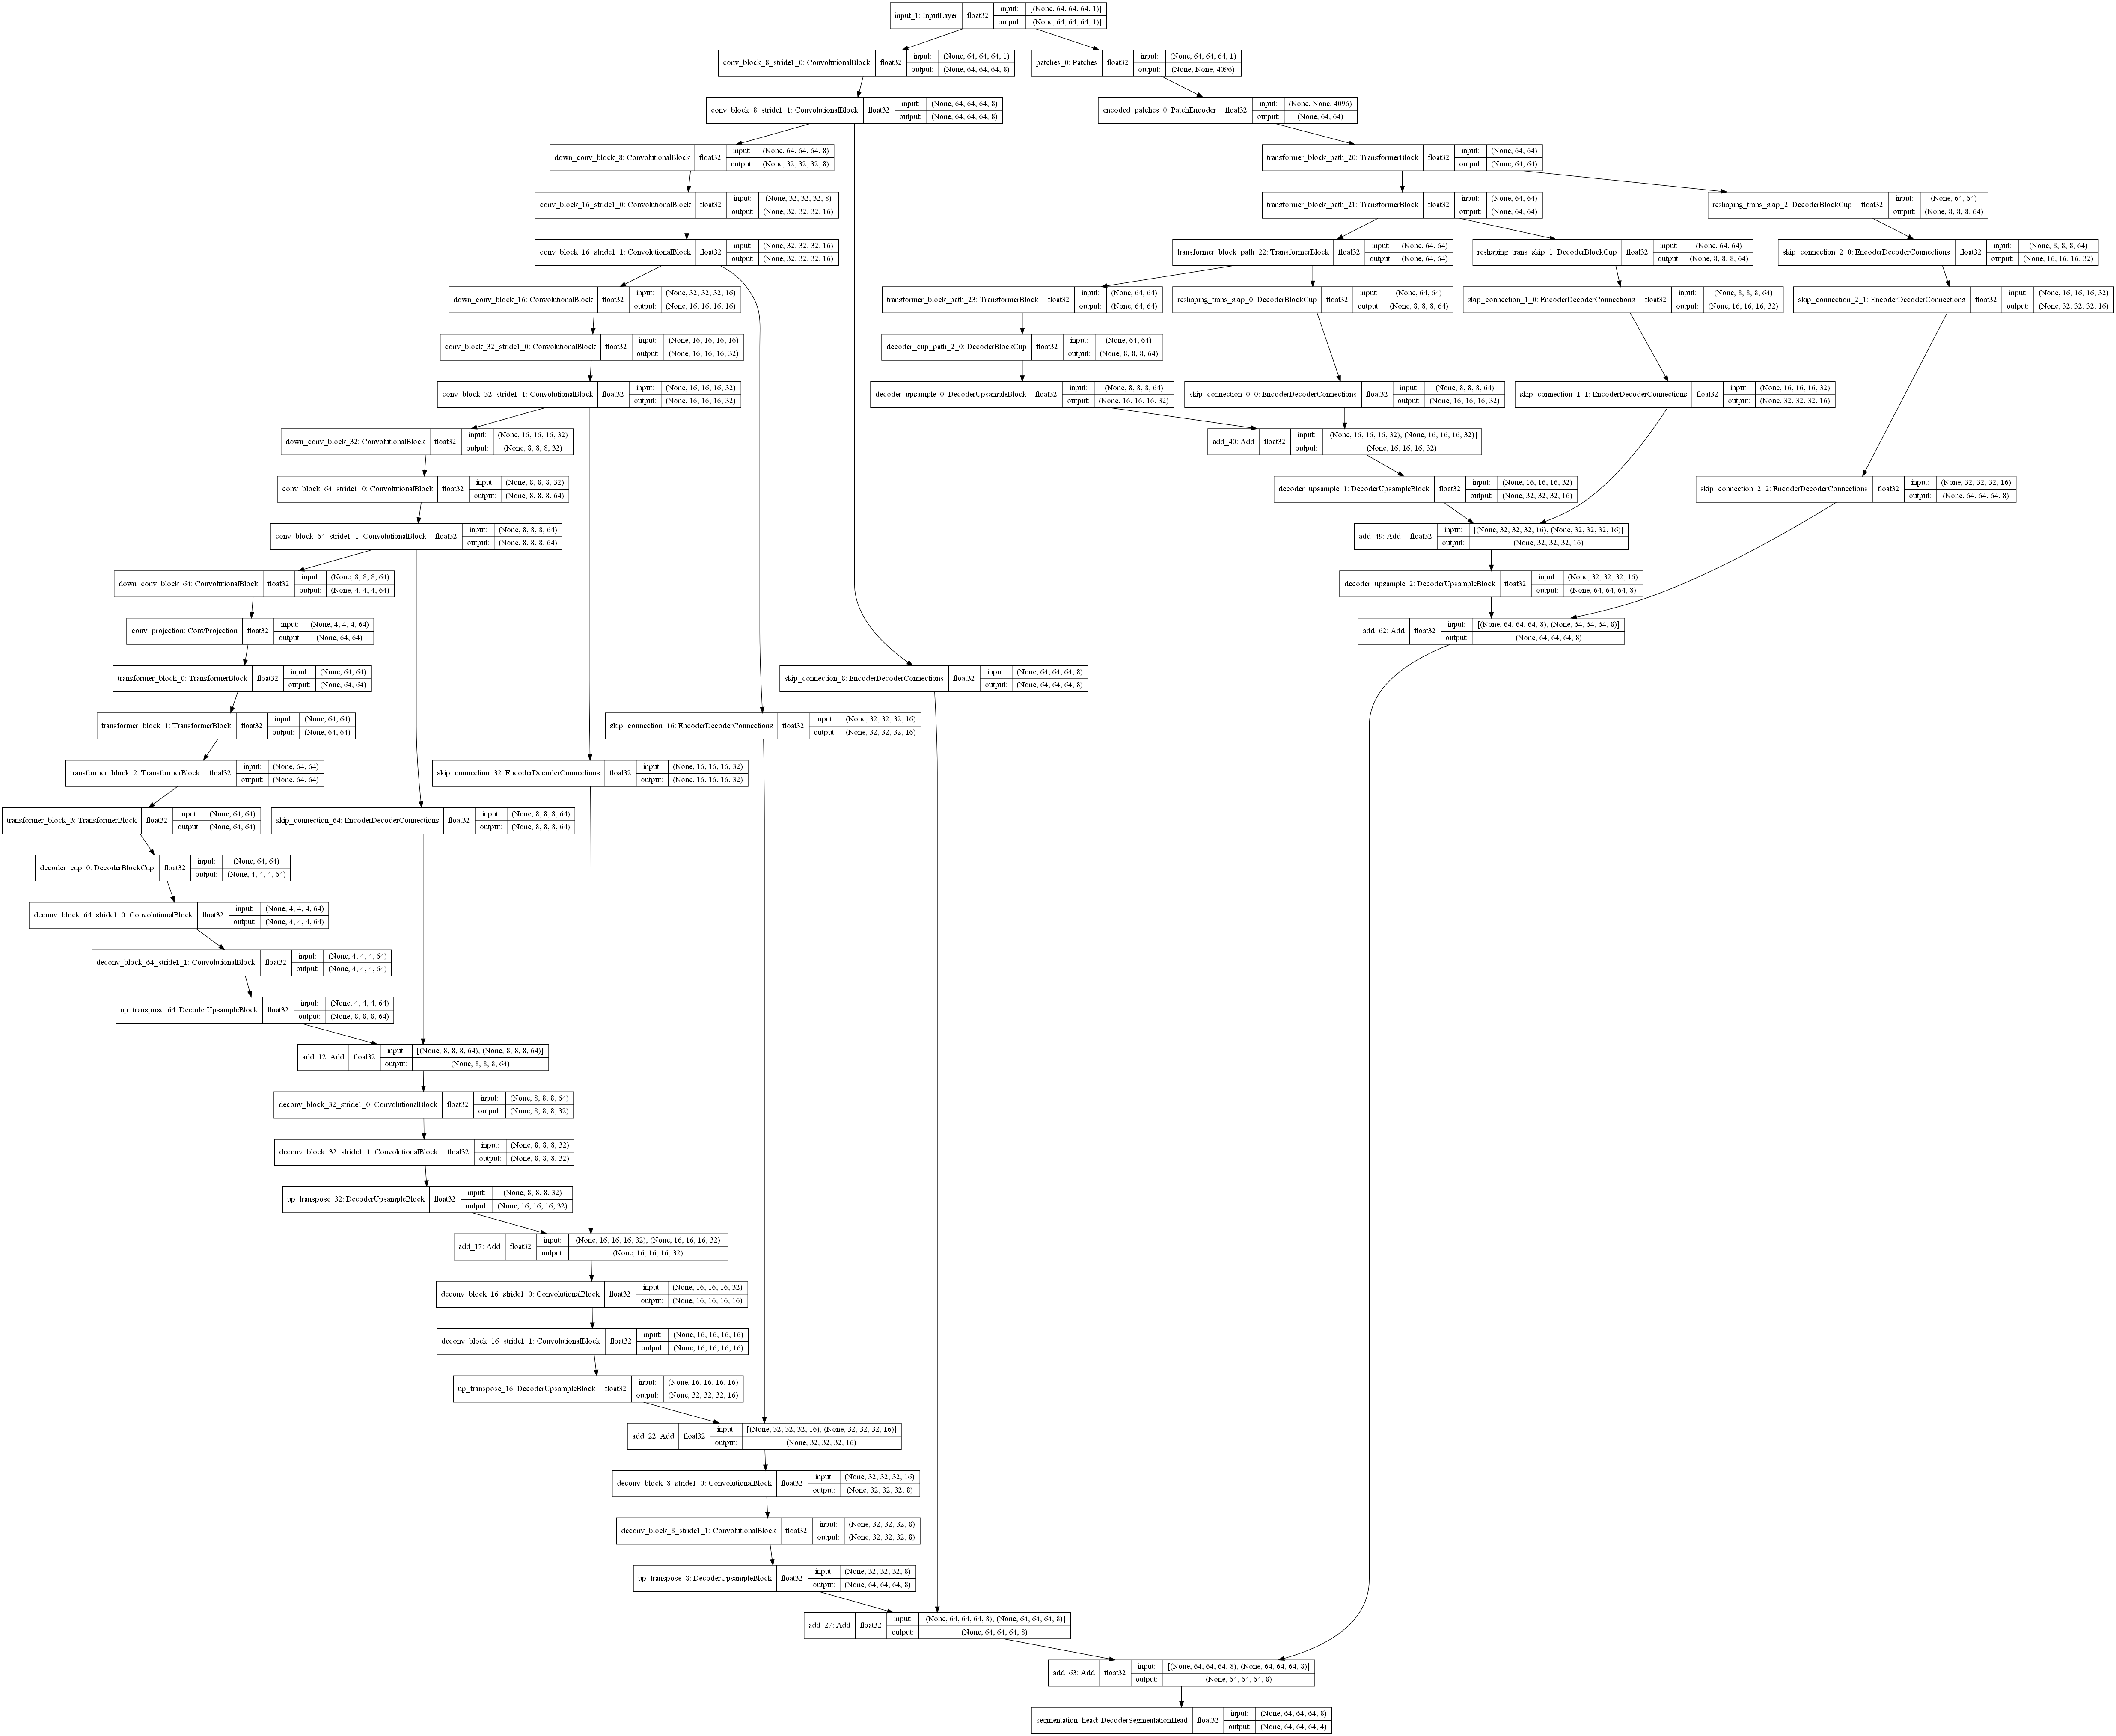 input_1: InputLayer float32 input: [(None, 64, 64, 64, 1)]
output: [(None, 64, 64, 64, 1)]
conv_block_8_stride1_0: ConvolutionalBlock float32 input: (None, 64, 64, 64, 1)
output: (None, 64, 64, 64, 8)
patches_0: Patches float32 input: (None, 64, 64, 64, 1)
output: (None, None, 4096)
conv_block_8_stride1_1: ConvolutionalBlock float32 input: (None, 64, 64, 64, 8)
output: (None, 64, 64, 64, 8)
encoded_patches_0: PatchEncoder float32 input: (None, None, 4096)
output: (None, 64, 64)
down_conv_block_8: ConvolutionalBlock float32 input: (None, 64, 64, 64, 8)
output: (None, 32, 32, 32, 8)
transformer_block_path_20: TransformerBlock float32 input: (None, 64, 64)
output: (None, 64, 64)
conv_block_16_stride1_0: ConvolutionalBlock float32 input: (None, 32, 32, 32, 8)
output: (None, 32, 32, 32, 16)
transformer_block_path_21: TransformerBlock float32 input: (None, 64, 64)
output: (None, 64, 64)
reshaping_trans_skip_2: DecoderBlockCup float32 input: (None, 64, 64)
output: (None, 8, 8, 8, 64)
conv_block_16_stride1_1: ConvolutionalBlock float32 input: (None, 32, 32, 32, 16)
output: (None, 32, 32, 32, 16)
transformer_block_path_22: TransformerBlock float32 input: (None, 64, 64)
output: (None, 64, 64)
reshaping_trans_skip_1: DecoderBlockCup float32 input: (None, 64, 64)
output: (None, 8, 8, 8, 64)
skip_connection_2_0: EncoderDecoderConnections float32 input: (None, 8, 8, 8, 64)
output: (None, 16, 16, 16, 32)
down_conv_block_16: ConvolutionalBlock float32 input: (None, 32, 32, 32, 16)
output: (None, 16, 16, 16, 16)
transformer_block_path_23: TransformerBlock float32 input: (None, 64, 64)
output: (None, 64, 64)
reshaping_trans_skip_0: DecoderBlockCup float32 input: (None, 64, 64)
output: (None, 8, 8, 8, 64)
skip_connection_1_0: EncoderDecoderConnections float32 input: (None, 8, 8, 8, 64)
output: (None, 16, 16, 16, 32)
skip_connection_2_1: EncoderDecoderConnections float32 input: (None, 16, 16, 16, 32)
output: (None, 32, 32, 32, 16)
conv_block_32_stride1_0: ConvolutionalBlock float32 input: (None, 16, 16, 16, 16)
output: (None, 16, 16, 16, 32)
decoder_cup_path_2_0: DecoderBlockCup float32 input: (None, 64, 64)
output: (None, 8, 8, 8, 64)
conv_block_32_stride1_1: ConvolutionalBlock float32 input: (None, 16, 16, 16, 32)
output: (None, 16, 16, 16, 32)
decoder_upsample_0: DecoderUpsampleBlock float32 input: (None, 8, 8, 8, 64)
output: (None, 16, 16, 16, 32)
skip_connection_0_0: EncoderDecoderConnections float32 input: (None, 8, 8, 8, 64)
output: (None, 16, 16, 16, 32)
skip_connection_1_1: EncoderDecoderConnections float32 input: (None, 16, 16, 16, 32)
output: (None, 32, 32, 32, 16)
down_conv_block_32: ConvolutionalBlock float32 input: (None, 16, 16, 16, 32)
output: (None, 8, 8, 8, 32)
add_40: Add float32 input: [(None, 16, 16, 16, 32), (None, 16, 16, 16, 32)]
output: (None, 16, 16, 16, 32)
conv_block_64_stride1_0: ConvolutionalBlock float32 input: (None, 8, 8, 8, 32)
output: (None, 8, 8, 8, 64)
decoder_upsample_1: DecoderUpsampleBlock float32 input: (None, 16, 16, 16, 32)
output: (None, 32, 32, 32, 16)
skip_connection_2_2: EncoderDecoderConnections float32 input: (None, 32, 32, 32, 16)
output: (None, 64, 64, 64, 8)
conv_block_64_stride1_1: ConvolutionalBlock float32 input: (None, 8, 8, 8, 64)
output: (None, 8, 8, 8, 64)
add_49: Add float32 input: [(None, 32, 32, 32, 16), (None, 32, 32, 32, 16)]
output: (None, 32, 32, 32, 16)
down_conv_block_64: ConvolutionalBlock float32 input: (None, 8, 8, 8, 64)
output: (None, 4, 4, 4, 64)
decoder_upsample_2: DecoderUpsampleBlock float32 input: (None, 32, 32, 32, 16)
output: (None, 64, 64, 64, 8)
conv_projection: ConvProjection float32 input: (None, 4, 4, 4, 64)
output: (None, 64, 64)
add_62: Add float32 input: [(None, 64, 64, 64, 8), (None, 64, 64, 64, 8)]
output: (None, 64, 64, 64, 8)
transformer_block_0: TransformerBlock float32 input: (None, 64, 64)
output: (None, 64, 64)
skip_connection_8: EncoderDecoderConnections float32 input: (None, 64, 64, 64, 8)
output: (None, 64, 64, 64, 8)
transformer_block_1: TransformerBlock float32 input: (None, 64, 64)
output: (None, 64, 64)
skip_connection_16: EncoderDecoderConnections float32 input: (None, 32, 32, 32, 16)
output: (None, 32, 32, 32, 16)
transformer_block_2: TransformerBlock float32 input: (None, 64, 64)
output: (None, 64, 64)
skip_connection_32: EncoderDecoderConnections float32 input: (None, 16, 16, 16, 32)
output: (None, 16, 16, 16, 32)
transformer_block_3: TransformerBlock float32 input: (None, 64, 64)
output: (None, 64, 64)
skip_connection_64: EncoderDecoderConnections float32 input: (None, 8, 8, 8, 64)
output: (None, 8, 8, 8, 64)
decoder_cup_0: DecoderBlockCup float32 input: (None, 64, 64)
output: (None, 4, 4, 4, 64)
deconv_block_64_stride1_0: ConvolutionalBlock float32 input: (None, 4, 4, 4, 64)
output: (None, 4, 4, 4, 64)
deconv_block_64_stride1_1: ConvolutionalBlock float32 input: (None, 4, 4, 4, 64)
output: (None, 4, 4, 4, 64)
up_transpose_64: DecoderUpsampleBlock float32 input: (None, 4, 4, 4, 64)
output: (None, 8, 8, 8, 64)
add_12: Add float32 input: [(None, 8, 8, 8, 64), (None, 8, 8, 8, 64)]
output: (None, 8, 8, 8, 64)
deconv_block_32_stride1_0: ConvolutionalBlock float32 input: (None, 8, 8, 8, 64)
output: (None, 8, 8, 8, 32)
deconv_block_32_stride1_1: ConvolutionalBlock float32 input: (None, 8, 8, 8, 32)
output: (None, 8, 8, 8, 32)
up_transpose_32: DecoderUpsampleBlock float32 input: (None, 8, 8, 8, 32)
output: (None, 16, 16, 16, 32)
add_17: Add float32 input: [(None, 16, 16, 16, 32), (None, 16, 16, 16, 32)]
output: (None, 16, 16, 16, 32)
deconv_block_16_stride1_0: ConvolutionalBlock float32 input: (None, 16, 16, 16, 32)
output: (None, 16, 16, 16, 16)
deconv_block_16_stride1_1: ConvolutionalBlock float32 input: (None, 16, 16, 16, 16)
output: (None, 16, 16, 16, 16)
up_transpose_16: DecoderUpsampleBlock float32 input: (None, 16, 16, 16, 16)
output: (None, 32, 32, 32, 16)
add_22: Add float32 input: [(None, 32, 32, 32, 16), (None, 32, 32, 32, 16)]
output: (None, 32, 32, 32, 16)
deconv_block_8_stride1_0: ConvolutionalBlock float32 input: (None, 32, 32, 32, 16)
output: (None, 32, 32, 32, 8)
deconv_block_8_stride1_1: ConvolutionalBlock float32 input: (None, 32, 32, 32, 8)
output: (None, 32, 32, 32, 8)
up_transpose_8: DecoderUpsampleBlock float32 input: (None, 32, 32, 32, 8)
output: (None, 64, 64, 64, 8)
add_27: Add float32 input: [(None, 64, 64, 64, 8), (None, 64, 64, 64, 8)]
output: (None, 64, 64, 64, 8)
add_63: Add float32 input: [(None, 64, 64, 64, 8), (None, 64, 64, 64, 8)]
output: (None, 64, 64, 64, 8)
segmentation_head: DecoderSegmentationHead float32 input: (None, 64, 64, 64, 8)
output: (None, 64, 64, 64, 4)